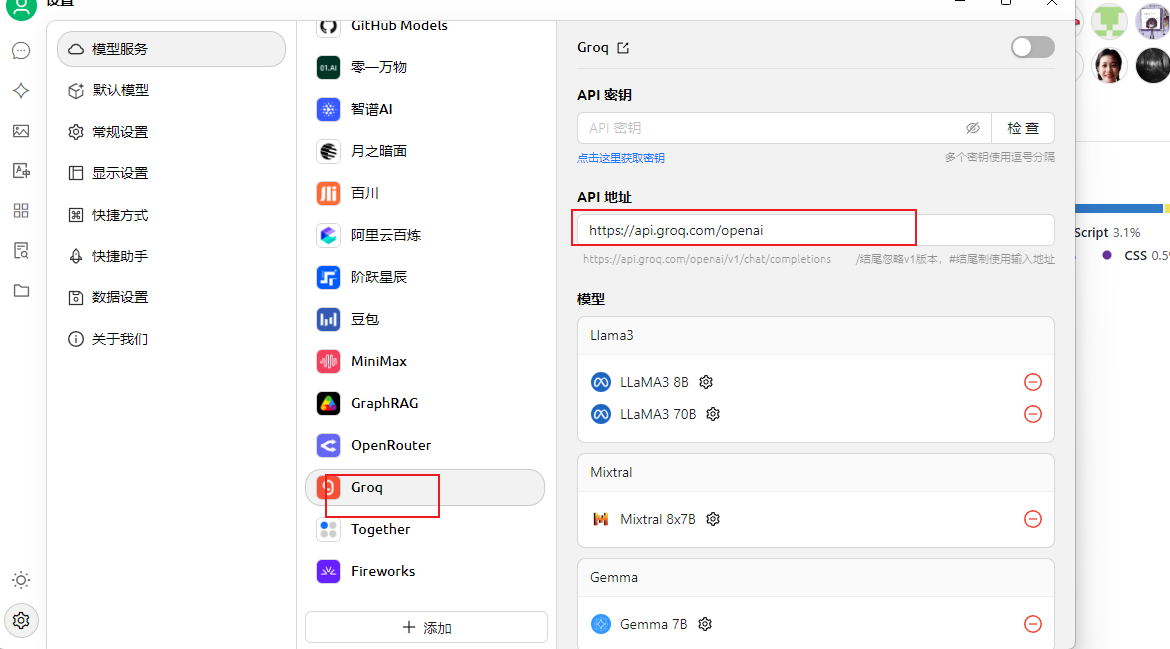 设置
模型服务
默认模型
常规设置
显示设置
快捷方式
快捷助手
数据设置
关于我们
GitHub Models
01.AI
零一万物
智谱AI
月之暗面
百川
阿里云百炼
阶跃星辰
豆包
MiniMax
GraphRAG
OpenRouter
Groq
Together
Fireworks
添加
Groq
API 密钥
API 密钥
检 查
点击这里获取密钥 多个密钥使用逗号分隔
API 地址
https://api.groq.com/openai
https://api.groq.com/openai/v1/chat/completions /结尾忽略v1版本，#结尾制使用输入地址
模型
Llama3
LLaMA3 8B
LLaMA3 70B
Mixtral
Mixtral 8x7B
Gemma
Gemma 7B
Script 3.1%
CSS 0.5%